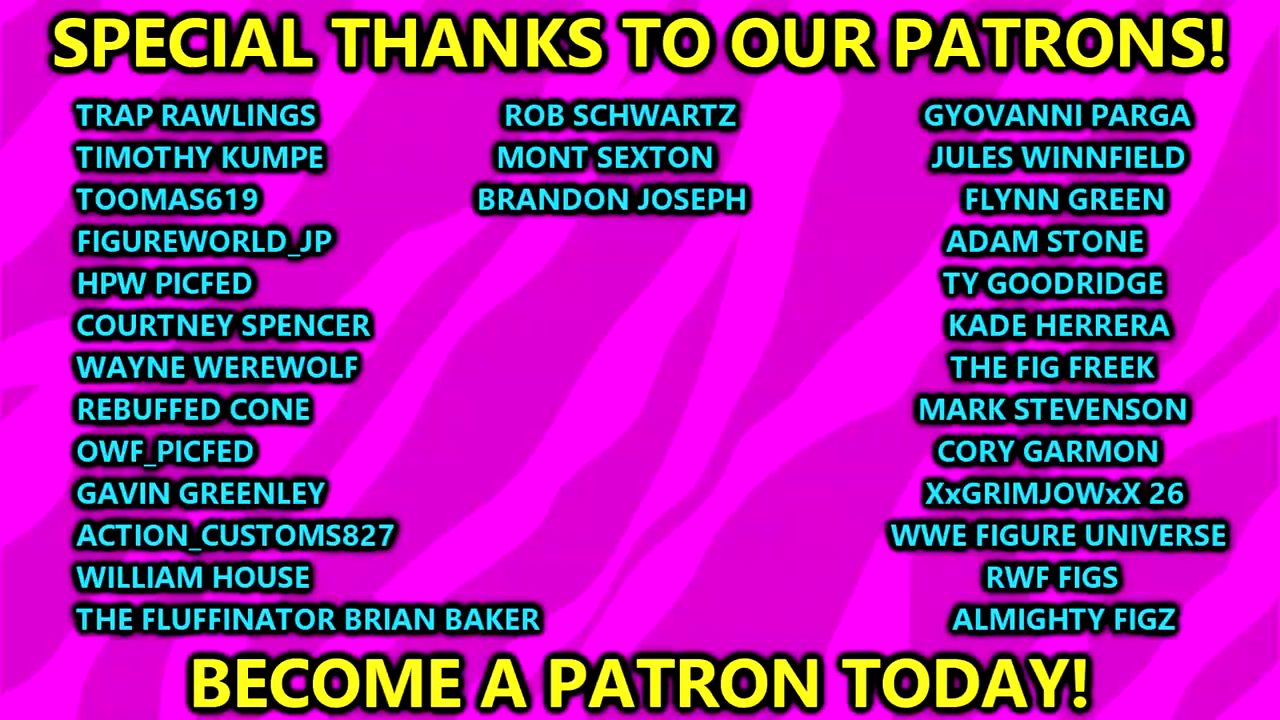 SPECIAL THANKS TO OUR PATRONS!
TRAP RAWLINGS
TIMOTHY KUMPE
TOOMAS619
FIGUREWORLD_JP
HPW PICFED
COURTNEY SPENCER
WAYNE WEREWOLF
REBUFFED CONE
OWF_PICFED
GAVIN GREENLEY
ACTION_CUSTOMS827
WILLIAM HOUSE
THE FLUFFINATOR BRIAN BAKER
ROB SCHWARTZ
MONT SEXTON
BRANDON JOSEPH
GYOVANNI PARGA
JULES WINNFIELD
FLYNN GREEN
ADAM STONE
TY GOODRIDGE
KADE HERRERA
THE FIG FREEK
MARK STEVENSON
CORY GARMON
XxGRIMJOWxX 26
WWE FIGURE UNIVERSE
RWF FIGS
ALMIGHTY FIGZ
BECOME A PATRON TODAY!